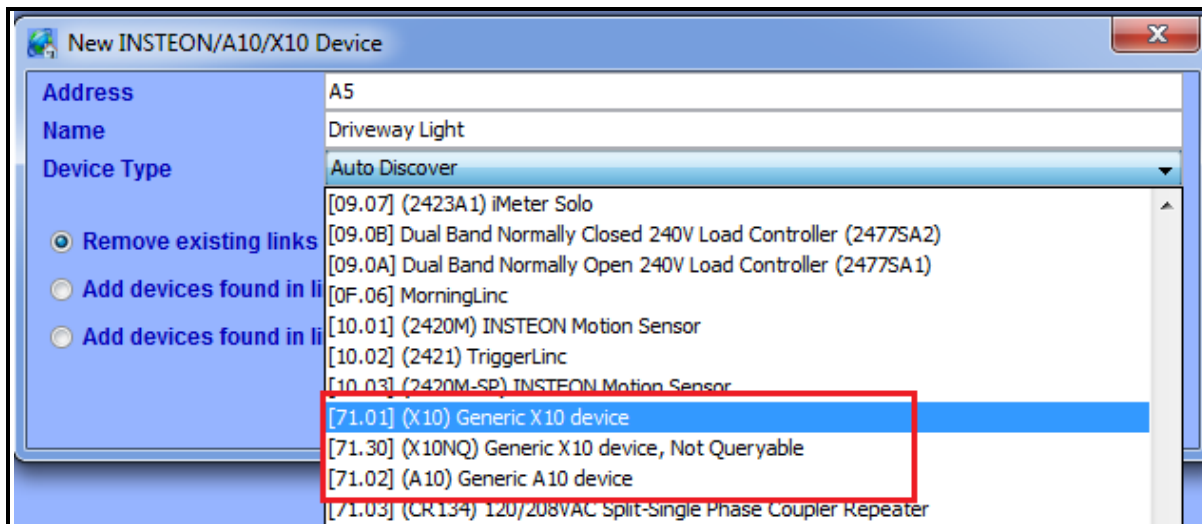 New INSTEON/A10/X10 Device
Address A5
Name Driveway Light
Device Type Auto Discover
[09.07] (2423A1) iMeter Solo
Remove existing links
[09.0B] Dual Band Normally Closed 240V Load Controller (2477SA2)
[09.0A] Dual Band Normally Open 240V Load Controller (2477SA1)
Add devices found in li
[0F.06] MorningLinc
[10.01] (2420M) INSTEON Motion Sensor
Add devices found in li
[10.02] (2421) TriggerLinc
[10.03] (2420M-SP) INSTEON Motion Sensor
[71.01] (X10) Generic X10 device
[71.30] (X10NQ) Generic X10 device, Not Queryable
[71.02] (A10) Generic A10 device
[71.03] (CR134) 120/208VAC Split-Single Phase Coupler Repeater